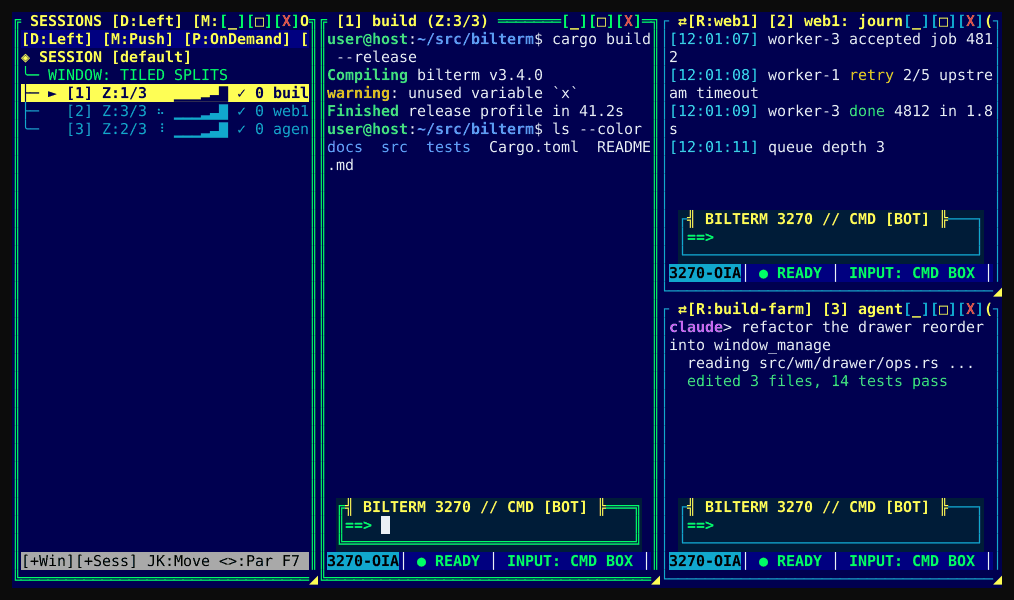 SESSIONS [D:Left] [M:[_][□][X]O
[D:Left] [M:Push] [P:OnDemand] [
◈ SESSION [default]
╰─ WINDOW: TILED SPLITS
├─ ► [1] Z:1/3 ▁▁▁▂▃█ ✓ 0 buil
├─ [2] Z:3/3 ⠦ ▁▁▁▂▃█ ✓ 0 web1
╰─ [3] Z:2/3 ⠸ ▁▁▁▂▃█ ✓ 0 agen
[+Win][+Sess] JK:Move <>:Par F7
[1] build (Z:3/3) [_][□][X]
user@host:~/src/bilterm$ cargo build
--release
Compiling bilterm v3.4.0
warning: unused variable `x`
Finished release profile in 41.2s
user@host:~/src/bilterm$ ls --color
docs src tests Cargo.toml README
.md
BILTERM 3270 // CMD [BOT]
==>
3270-OIA│ ● READY │ INPUT: CMD BOX │
⇄[R:web1] [2] web1: journ[_][□][X](
[12:01:07] worker-3 accepted job 481
2
[12:01:08] worker-1 retry 2/5 upstre
am timeout
[12:01:09] worker-3 done 4812 in 1.8
s
[12:01:11] queue depth 3
BILTERM 3270 // CMD [BOT]
==>
3270-OIA│ ● READY │ INPUT: CMD BOX │
⇄[R:build-farm] [3] agent[_][□][X](
claude> refactor the drawer reorder
into window_manage
reading src/wm/drawer/ops.rs ...
edited 3 files, 14 tests pass
BILTERM 3270 // CMD [BOT]
==>
3270-OIA│ ● READY │ INPUT: CMD BOX │